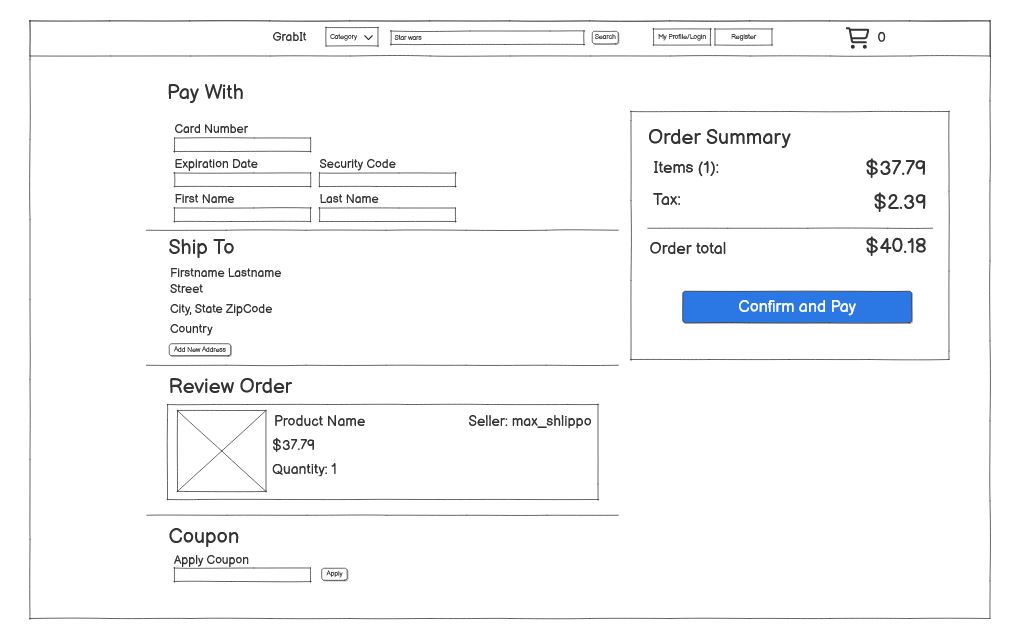 GrabIt Category Star wars Search My Profile/Login Register 0
Pay With
Card Number
Expiration Date Security Code
First Name Last Name
Ship To
Firstname Lastname
Street
City, State ZipCode
Country
Add New Address
Review Order
Product Name Seller: max_shlippo
$37.79
Quantity: 1
Coupon
Apply Coupon
Apply
Order Summary
Items (1): $37.79
Tax: $2.39
Order total $40.18
Confirm and Pay